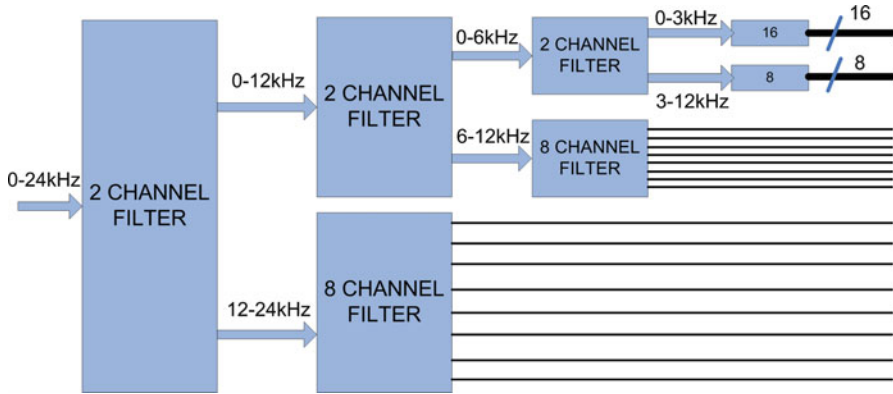 0-24kHz
2 CHANNEL
FILTER
0-12kHz
12-24kHz
2 CHANNEL
FILTER
8 CHANNEL
FILTER
0-6kHz
6-12kHz
2 CHANNEL
FILTER
8 CHANNEL
FILTER
0-3kHz
3-12kHz
16
8
16
8